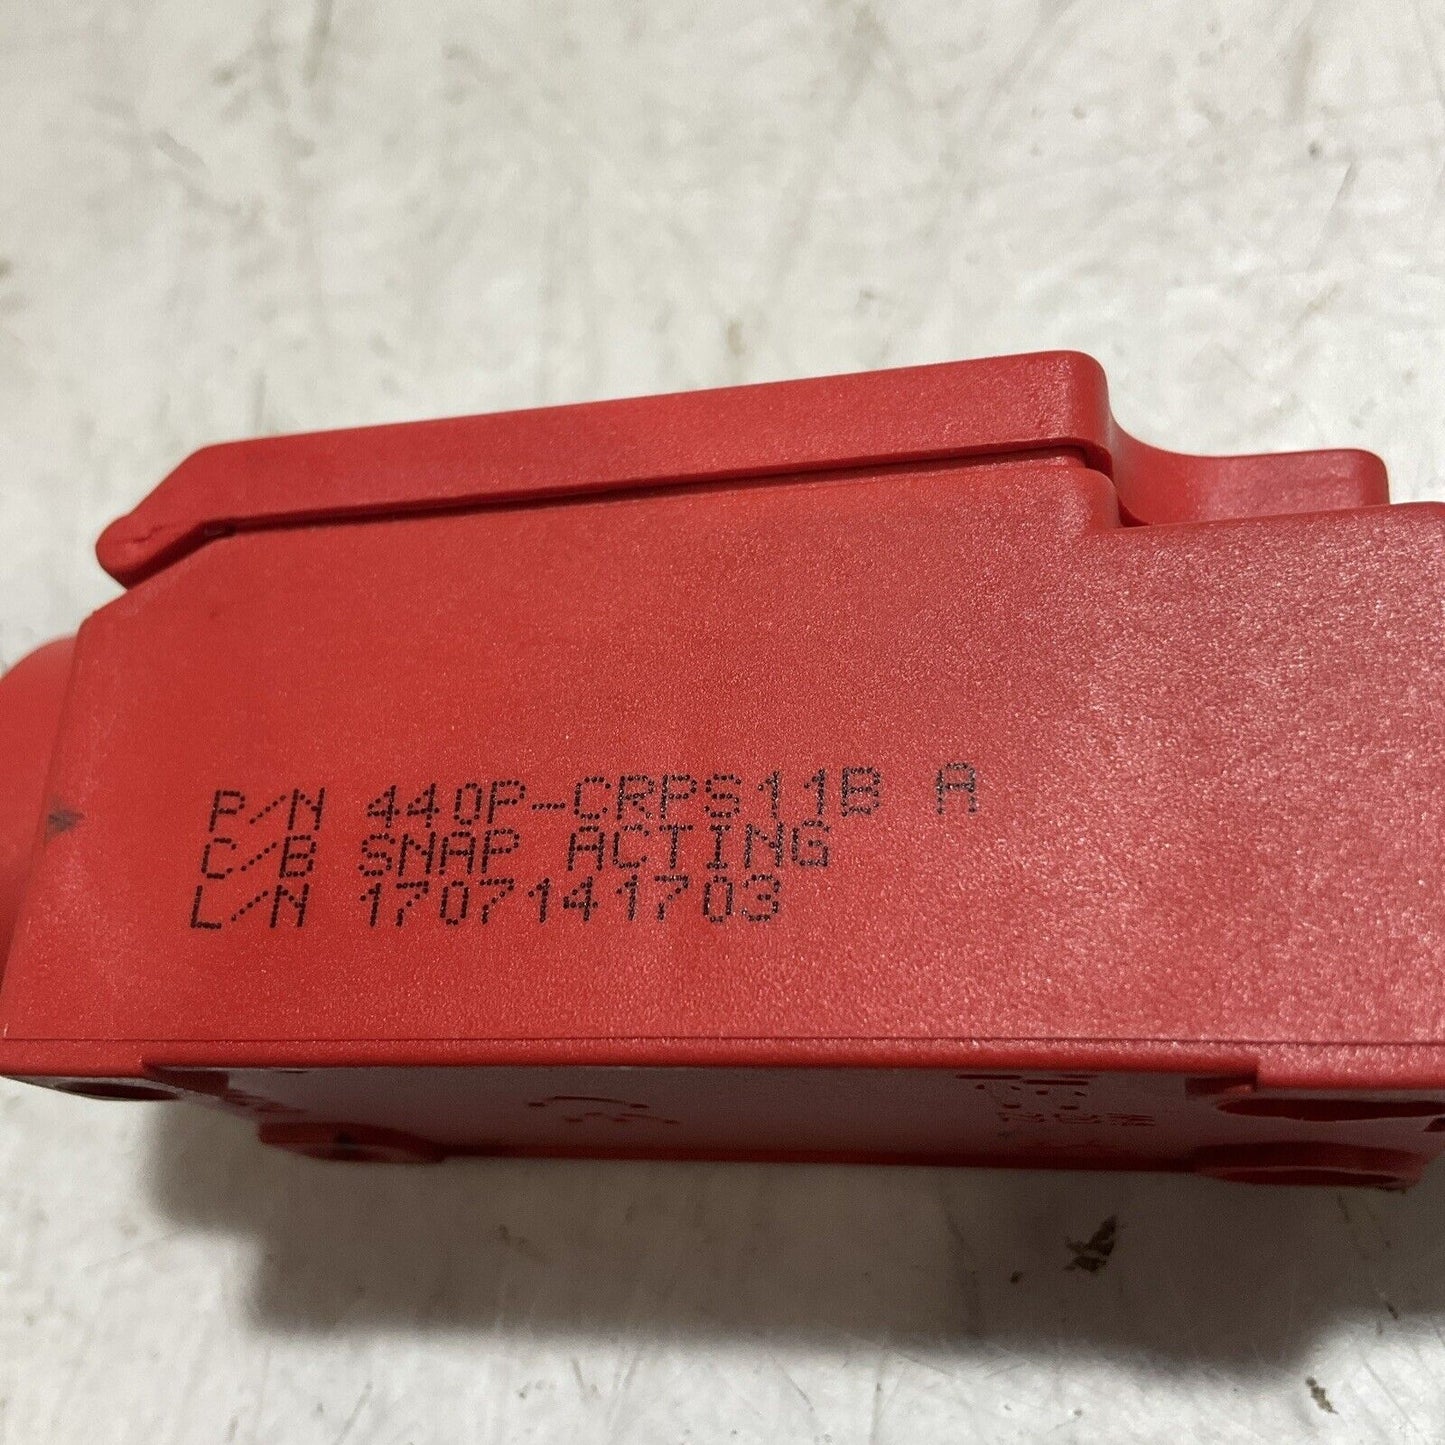 P/N 440P-CRPS11B A
C/B SNAP ACTING
L/N 1707141703